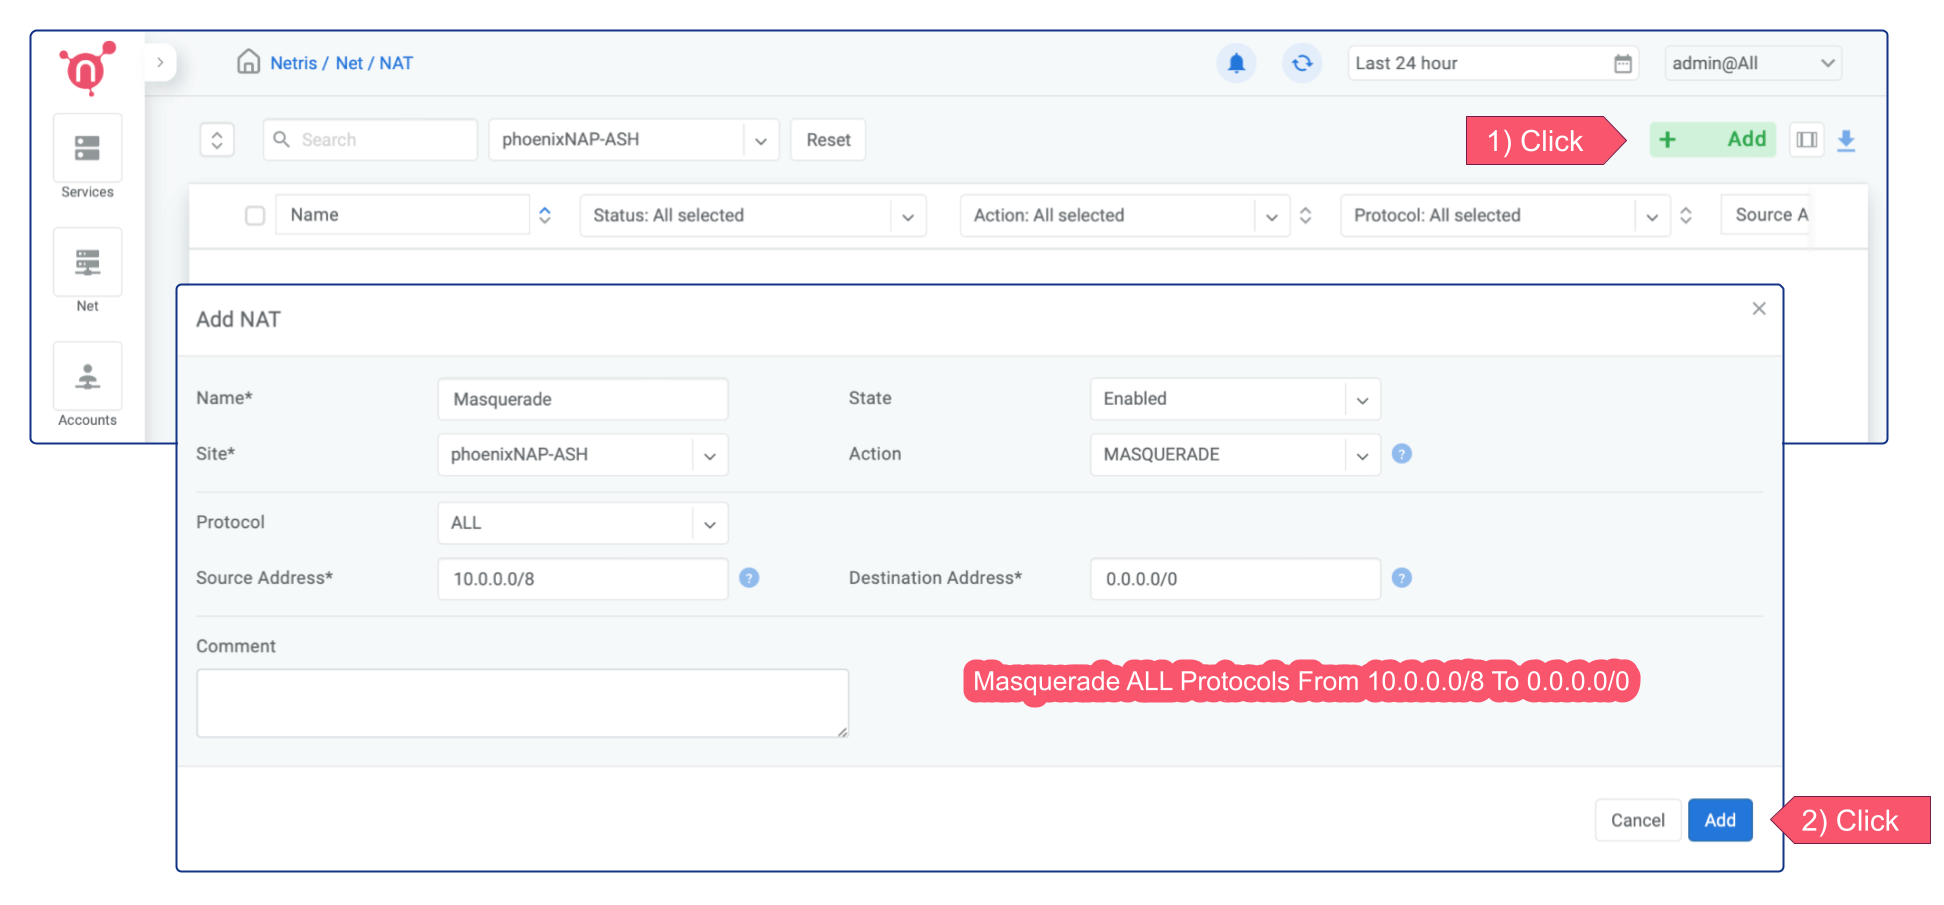 Netris / Net / NAT
Last 24 hour
admin@All
Search
phoenixNAP-ASH
Reset
1) Click
+ Add
Services
Name
Status: All selected
Action: All selected
Protocol: All selected
Source A
Net
Accounts
Add NAT
Name*
Masquerade
State
Enabled
Site*
phoenixNAP-ASH
Action
MASQUERADE
?
Protocol
ALL
Source Address*
10.0.0.0/8
?
Destination Address*
0.0.0.0/0
?
Comment
Masquerade ALL Protocols From 10.0.0.0/8 To 0.0.0.0/0
Cancel
Add
2) Click